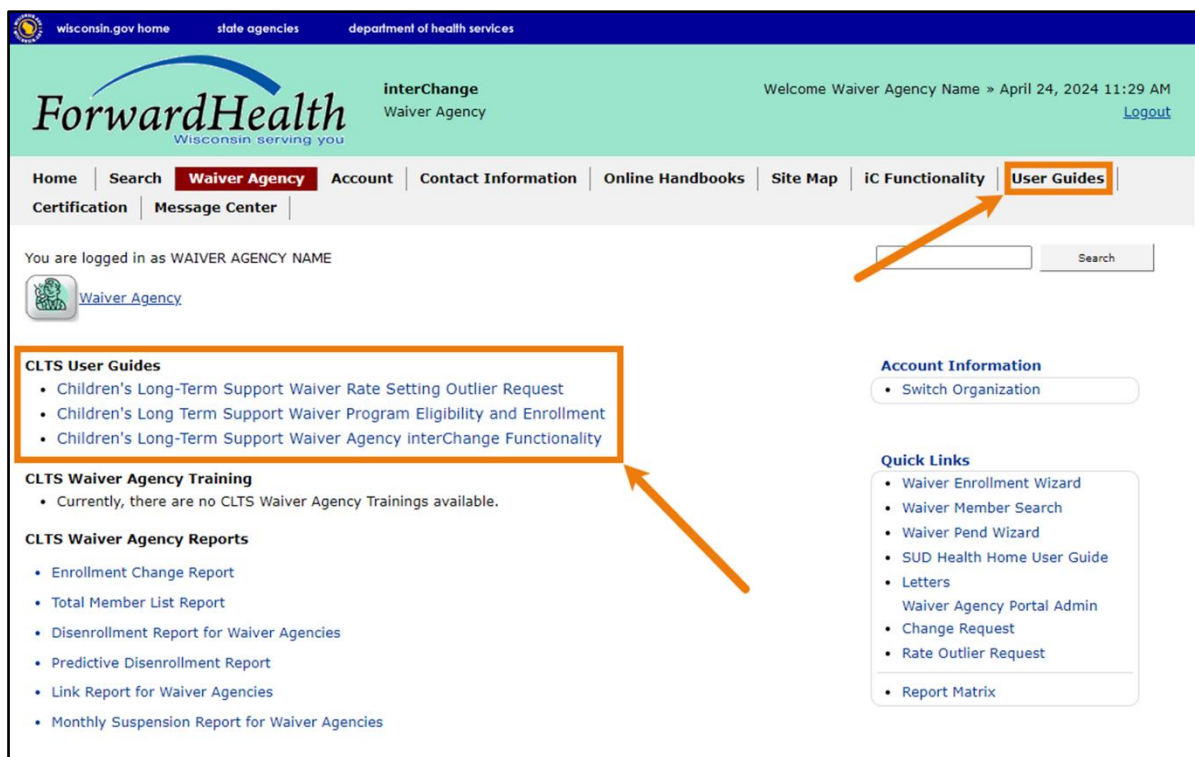 wisconsin.gov home state agencies department of health services
ForwardHealth
Wisconsin serving you
interChange
Waiver Agency
Welcome Waiver Agency Name » April 24, 2024 11:29 AM
Logout
Home Search Waiver Agency Account Contact Information Online Handbooks Site Map iC Functionality User Guides
Certification Message Center
You are logged in as WAIVER AGENCY NAME
Search
Waiver Agency
CLTS User Guides
• Children's Long-Term Support Waiver Rate Setting Outlier Request
• Children's Long Term Support Waiver Program Eligibility and Enrollment
• Children's Long-Term Support Waiver Agency interChange Functionality
CLTS Waiver Agency Training
• Currently, there are no CLTS Waiver Agency Trainings available.
CLTS Waiver Agency Reports
• Enrollment Change Report
• Total Member List Report
• Disenrollment Report for Waiver Agencies
• Predictive Disenrollment Report
• Link Report for Waiver Agencies
• Monthly Suspension Report for Waiver Agencies
Account Information
• Switch Organization
Quick Links
• Waiver Enrollment Wizard
• Waiver Member Search
• Waiver Pend Wizard
• SUD Health Home User Guide
• Letters
Waiver Agency Portal Admin
• Change Request
• Rate Outlier Request
• Report Matrix